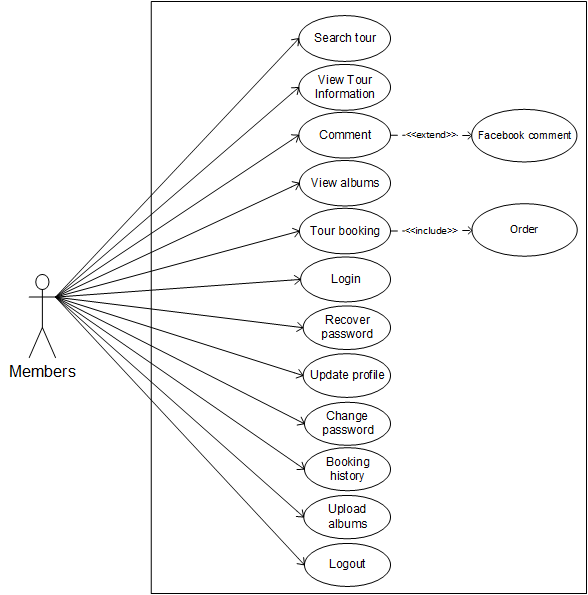 Search tour
View Tour
Information
Comment
<<extend>>
Facebook comment
View albums
Tour booking
<<include>>
Order
Login
Recover
password
Update profile
Members
Change
password
Booking
history
Upload
albums
Logout